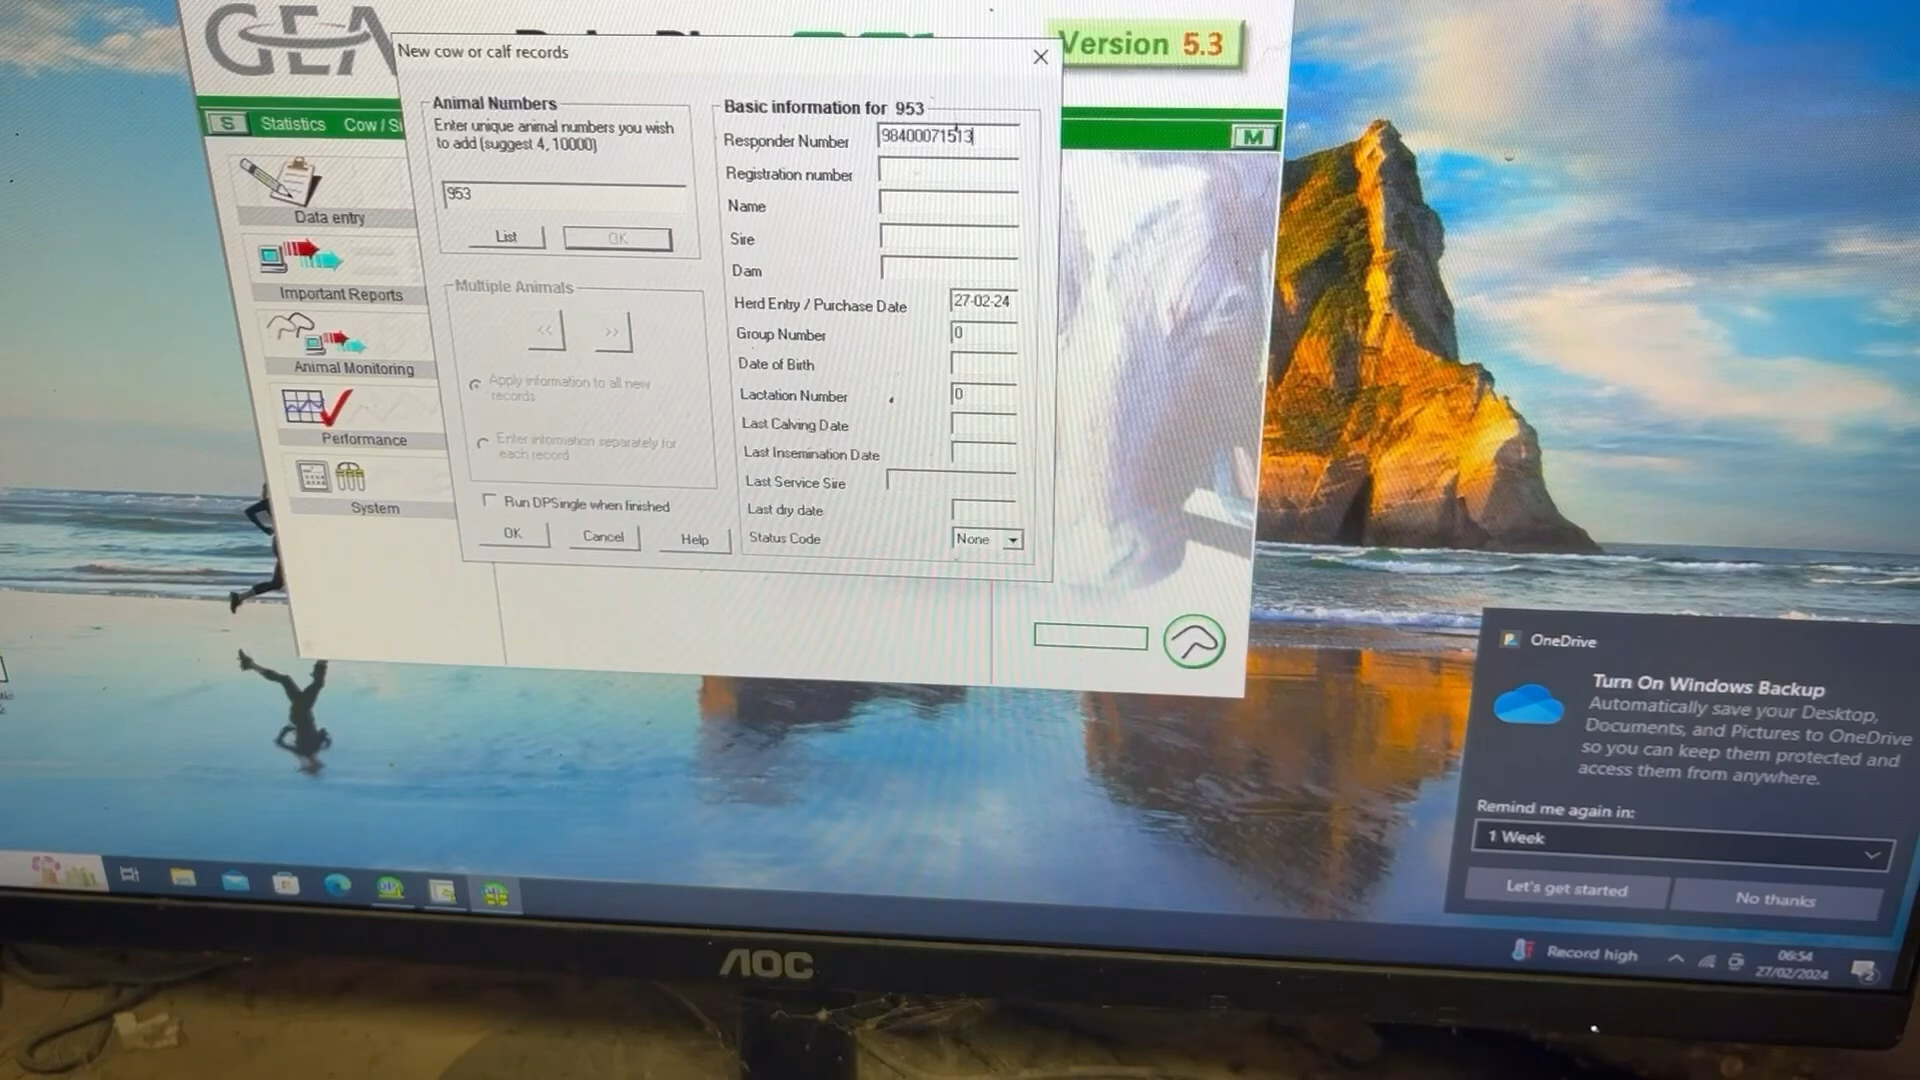 GEA
Version 5.3
New cow or calf records
S
Statistics
Cow / Si
M
Data entry
Important Reports
Animal Monitoring
Performance
System
Animal Numbers
Enter unique animal numbers you wish
to add (suggest 4, 10000)
953
List
OK
Multiple Animals
<<
>>
Apply information to all new
records
Enter information separately for
each record
Run DPSingle when finished
OK
Cancel
Help
Basic information for 953
Responder Number
98400071513
Registration number
Name
Sire
Dam
Herd Entry / Purchase Date
27-02-24
Group Number
0
Date of Birth
Lactation Number
0
Last Calving Date
Last Insemination Date
Last Service Sire
Last dry date
Status Code
None
OneDrive
Turn On Windows Backup
Automatically save your Desktop,
Documents, and Pictures to OneDrive
so you can keep them protected and
access them from anywhere.
Remind me again in:
1 Week
Let's get started
No thanks
Record high
06:54
27/02/2024
2
AOC